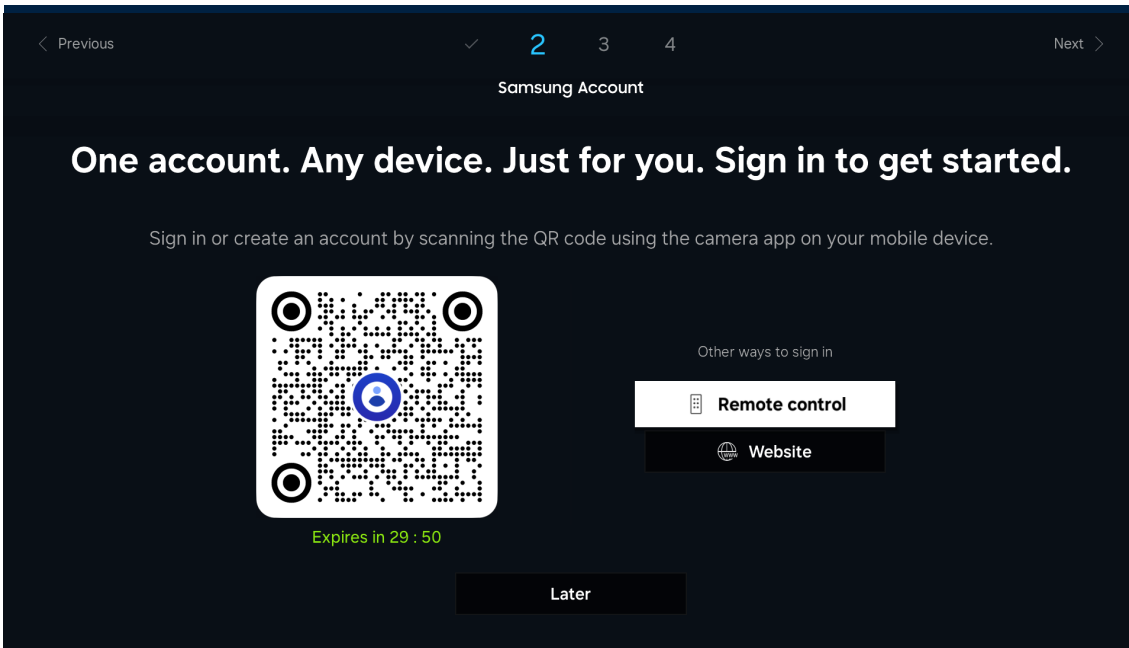 Previous
2 3 4
Next
Samsung Account
One account. Any device. Just for you. Sign in to get started.
Sign in or create an account by scanning the QR code using the camera app on your mobile device.
Other ways to sign in
Remote control
www Website
Expires in 29 : 50
Later